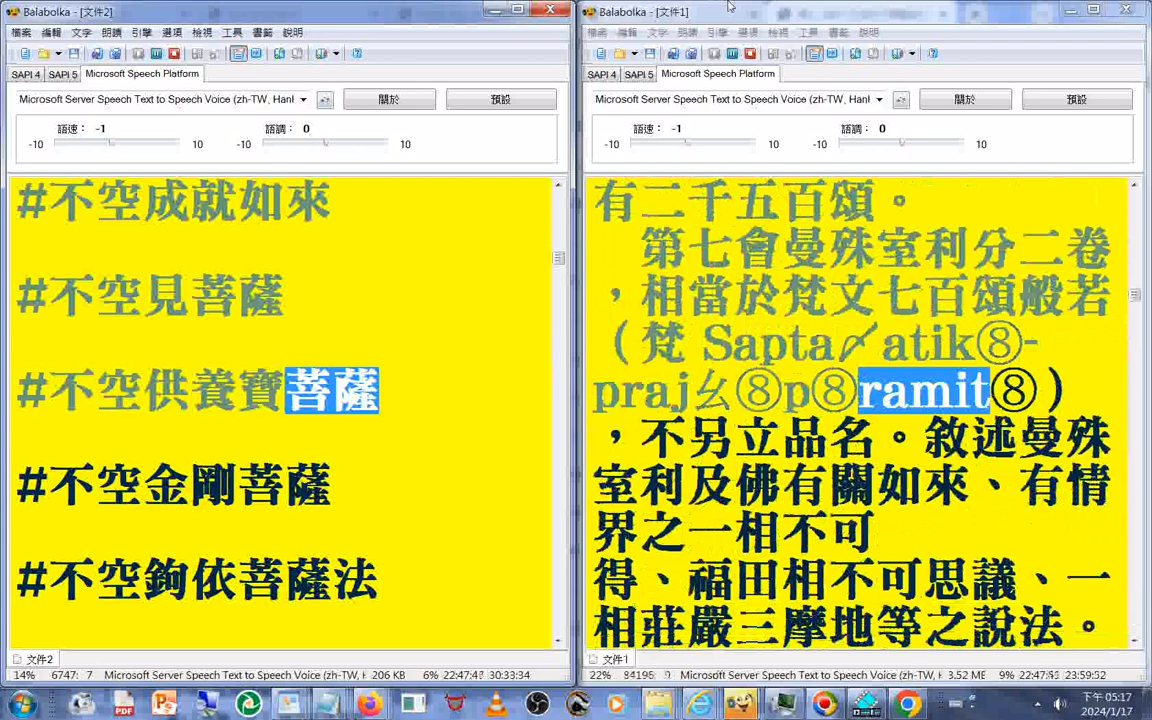 Balabolka - [文件2]
檔案 編輯 文字 朗讀 引擎 選項 檢視 工具 書籤 說明
SAPI 4 SAPI 5 Microsoft Speech Platform
Microsoft Server Speech Text to Speech Voice (zh-TW, Hanl
關於 預設
語速： -1 語調： 0
-10 10 -10 10
#不空成就如來
#不空見菩薩
#不空供養寶菩薩
#不空金剛菩薩
#不空鉤依菩薩法
文件2
14% 6747: 7 Microsoft Server Speech Text to Speech Voice (zh-TW, H 206 KB 6% 22:47:4 30:33:34
Balabolka - [文件1]
檔案 編輯 文字 朗讀 引擎 選項 檢視 工具 書籤 說明
SAPI 4 SAPI 5 Microsoft Speech Platform
Microsoft Server Speech Text to Speech Voice (zh-TW, Hanl
關於 預設
語速： -1 語調： 0
-10 10 -10 10
有二千五百頌。
第七會曼殊室利分二卷
，相當於梵文七百頌般若
（梵 Sapta〆atik⑧-
praj幺⑧p⑧ramit⑧）
，不另立品名。敘述曼殊
室利及佛有關如來、有情
界之一相不可
得、福田相不可思議、一
相莊嚴三摩地等之說法。
文件1
22% Microsoft Server Speech Text to Speech Voice (zh-TW, H 3.52 MB 9% 23:59:52
下午 05:17
2024/1/17